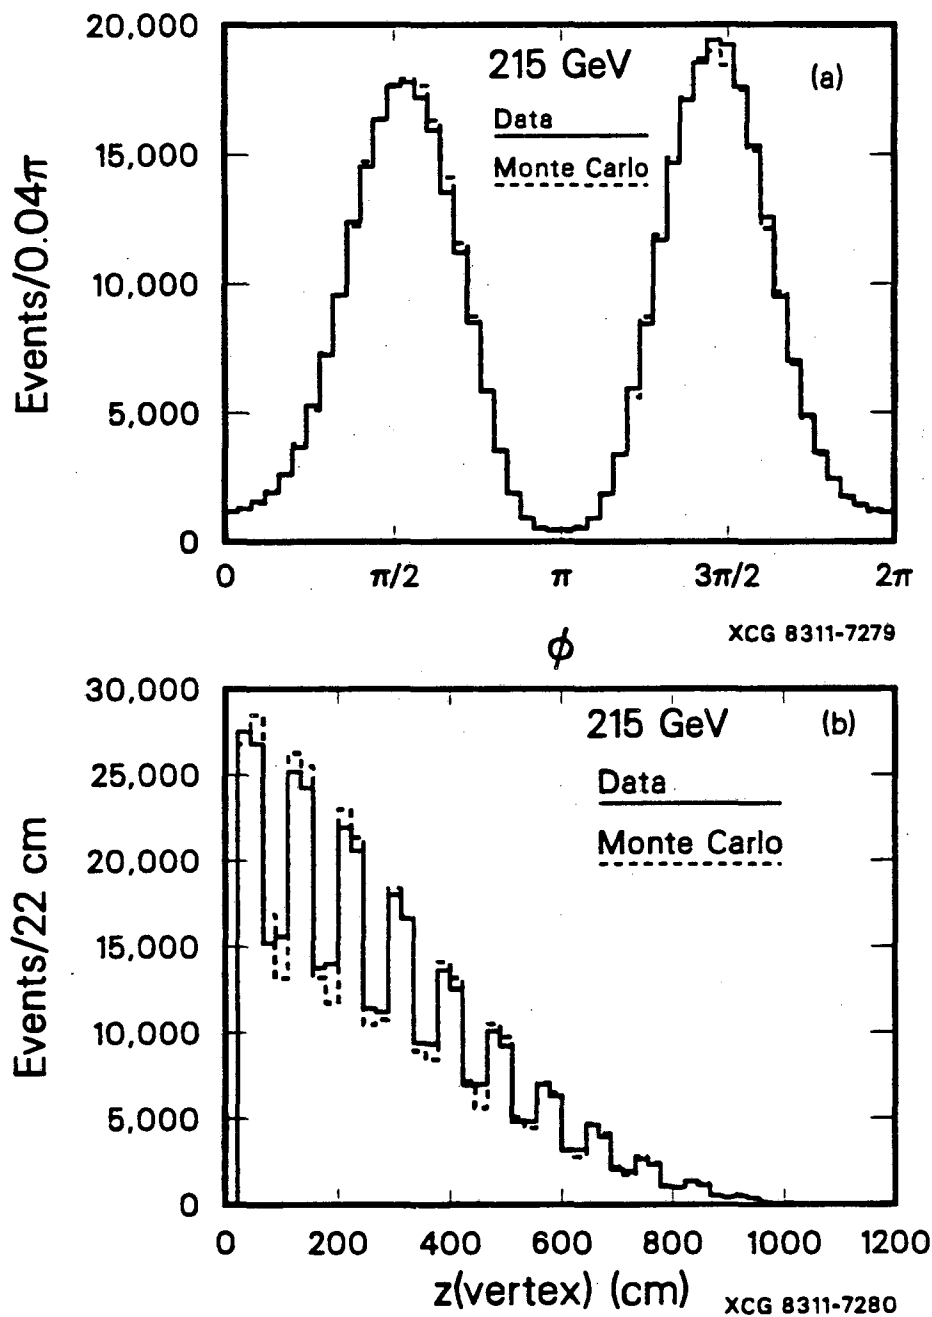 20,000
215 GeV
(a)
Data
15,000
Monte Carlo
Events/0.04π
10,000
5,000
0
0 π/2 π 3π/2 2π
ϕ
XCG 8311-7279
30,000
215 GeV
(b)
25,000
Data
20,000
Monte Carlo
Events/22 cm
15,000
10,000
5,000
0
0 200 400 600 800 1000 1200
z(vertex) (cm)
XCG 8311-7280